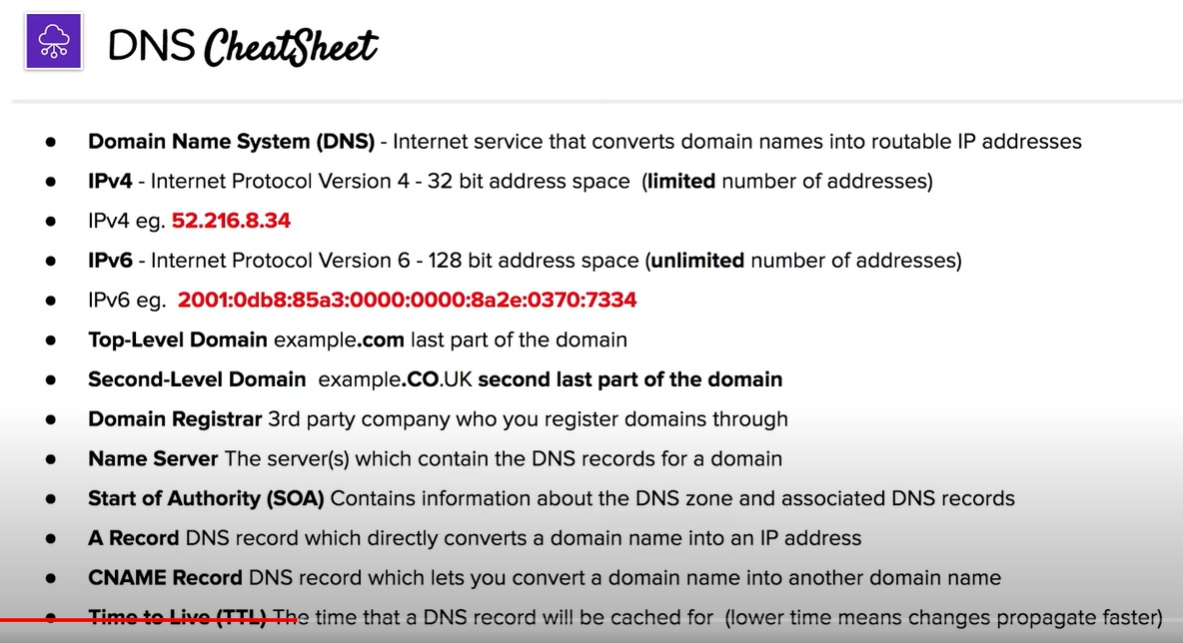 DNS CheatSheet
● Domain Name System (DNS) - Internet service that converts domain names into routable IP addresses
● IPv4 - Internet Protocol Version 4 - 32 bit address space (limited number of addresses)
● IPv4 eg. 52.216.8.34
● IPv6 - Internet Protocol Version 6 - 128 bit address space (unlimited number of addresses)
● IPv6 eg. 2001:0db8:85a3:0000:0000:8a2e:0370:7334
● Top-Level Domain example.com last part of the domain
● Second-Level Domain example.CO.UK second last part of the domain
● Domain Registrar 3rd party company who you register domains through
● Name Server The server(s) which contain the DNS records for a domain
● Start of Authority (SOA) Contains information about the DNS zone and associated DNS records
● A Record DNS record which directly converts a domain name into an IP address
● CNAME Record DNS record which lets you convert a domain name into another domain name
● Time to Live (TTL) The time that a DNS record will be cached for (lower time means changes propagate faster)